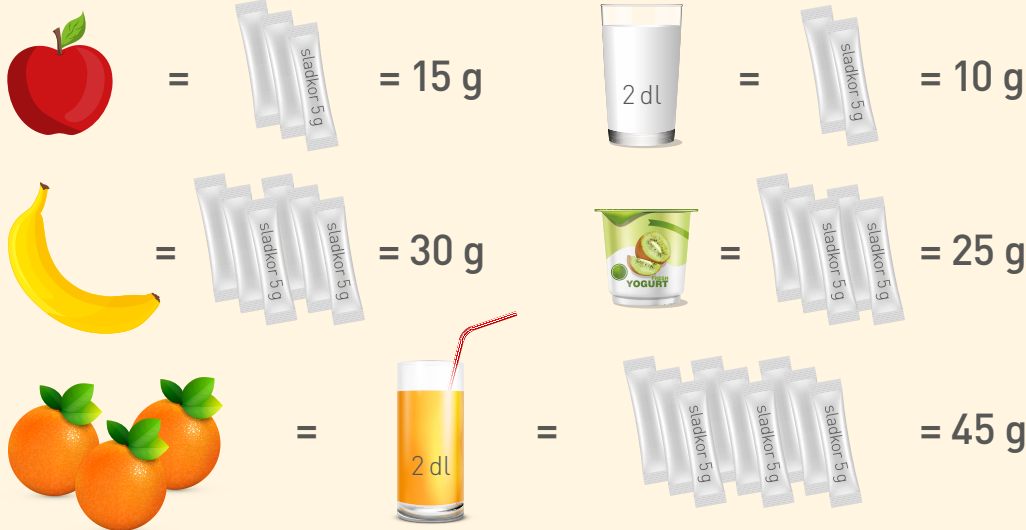 = sladkor 5 g = 15 g
2 dl = sladkor 5 g = 10 g
= sladkor 5 g sladkor 5 g = 30 g
FRESH
YOGURT
= sladkor 5 g sladkor 5 g = 25 g
= 2 dl = sladkor 5 g sladkor 5 g sladkor 5 g = 45 g